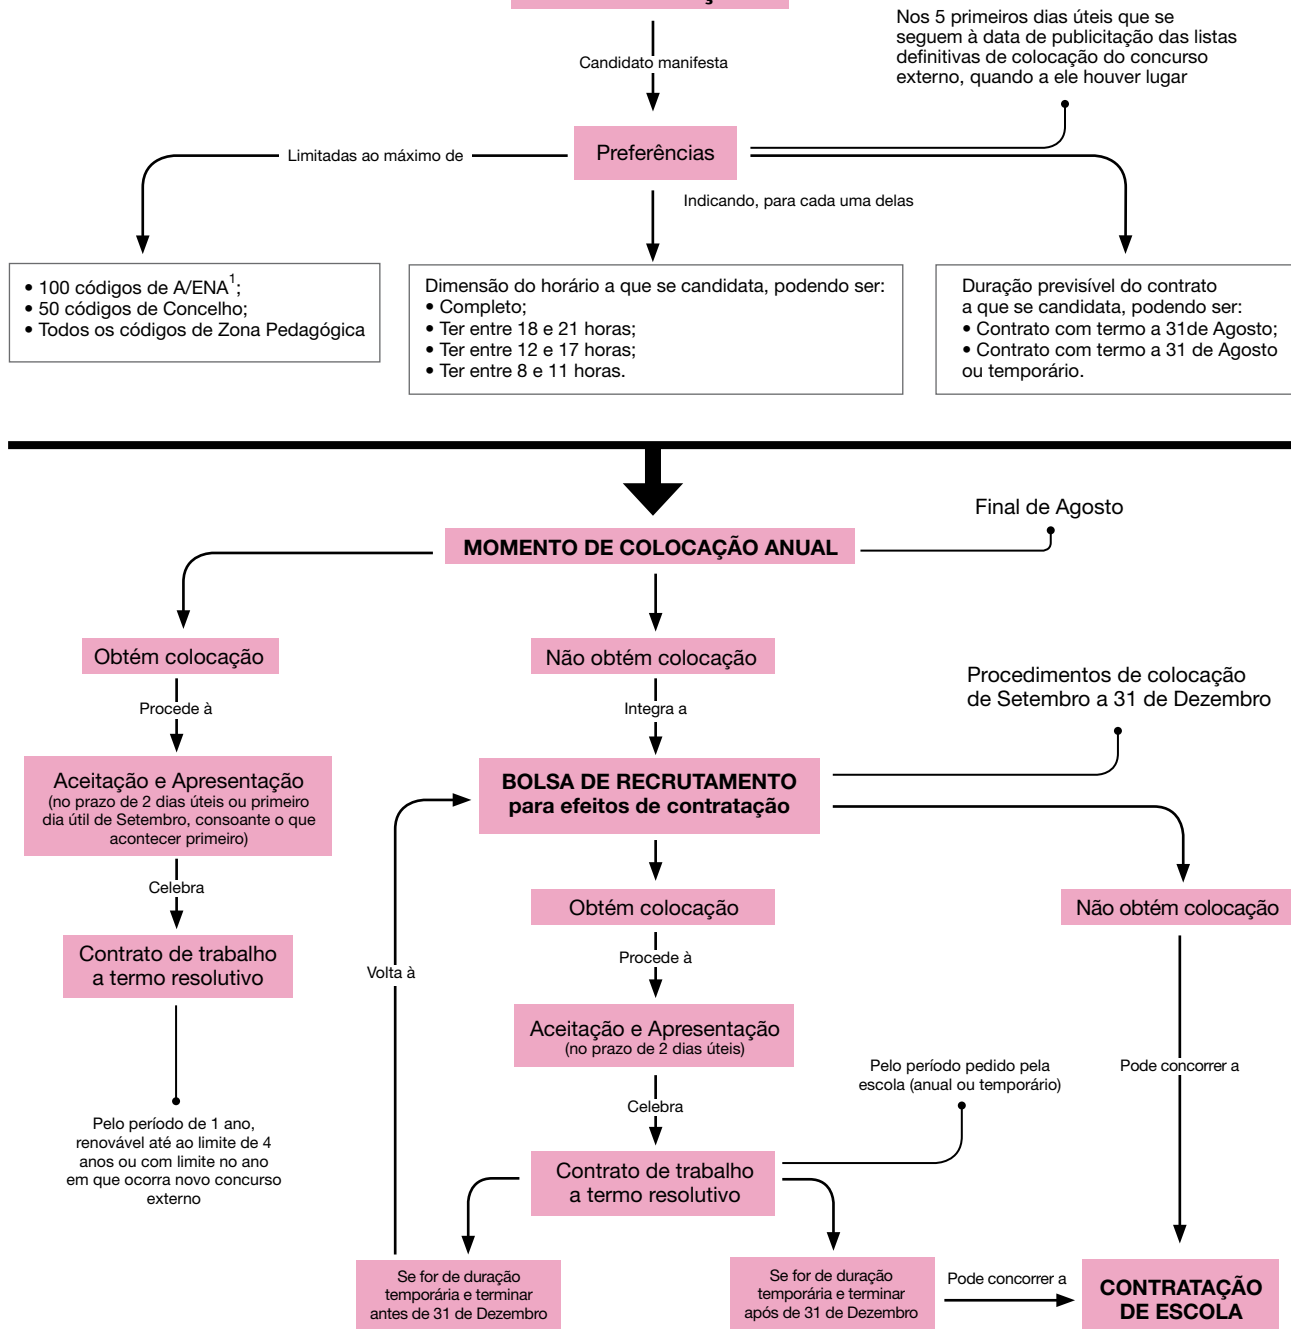 Nos 5 primeiros dias úteis que se
seguem à data de publicitação das listas
definitivas de colocação do concurso
externo, quando a ele houver lugar
Candidato manifesta
Preferências
Limitadas ao máximo de
Indicando, para cada uma delas
• 100 códigos de A/ENA1;
• 50 códigos de Concelho;
• Todos os códigos de Zona Pedagógica
Dimensão do horário a que se candidata, podendo ser:
• Completo;
• Ter entre 18 e 21 horas;
• Ter entre 12 e 17 horas;
• Ter entre 8 e 11 horas.
Duração previsível do contrato
a que se candidata, podendo ser:
• Contrato com termo a 31de Agosto;
• Contrato com termo a 31 de Agosto
ou temporário.
Final de Agosto
MOMENTO DE COLOCAÇÃO ANUAL
Obtém colocação
Não obtém colocação
Procedimentos de colocação
de Setembro a 31 de Dezembro
Procede à
Integra a
Aceitação e Apresentação
(no prazo de 2 dias úteis ou primeiro
dia útil de Setembro, consoante o que
acontecer primeiro)
BOLSA DE RECRUTAMENTO
para efeitos de contratação
Celebra
Obtém colocação
Não obtém colocação
Contrato de trabalho
a termo resolutivo
Volta à
Procede à
Aceitação e Apresentação
(no prazo de 2 dias úteis)
Pelo período pedido pela
escola (anual ou temporário)
Pode concorrer a
Celebra
Pelo período de 1 ano,
renovável até ao limite de 4
anos ou com limite no ano
em que ocorra novo concurso
externo
Contrato de trabalho
a termo resolutivo
Se for de duração
temporária e terminar
antes de 31 de Dezembro
Se for de duração
temporária e terminar
após de 31 de Dezembro
Pode concorrer a
CONTRATAÇÃO
DE ESCOLA